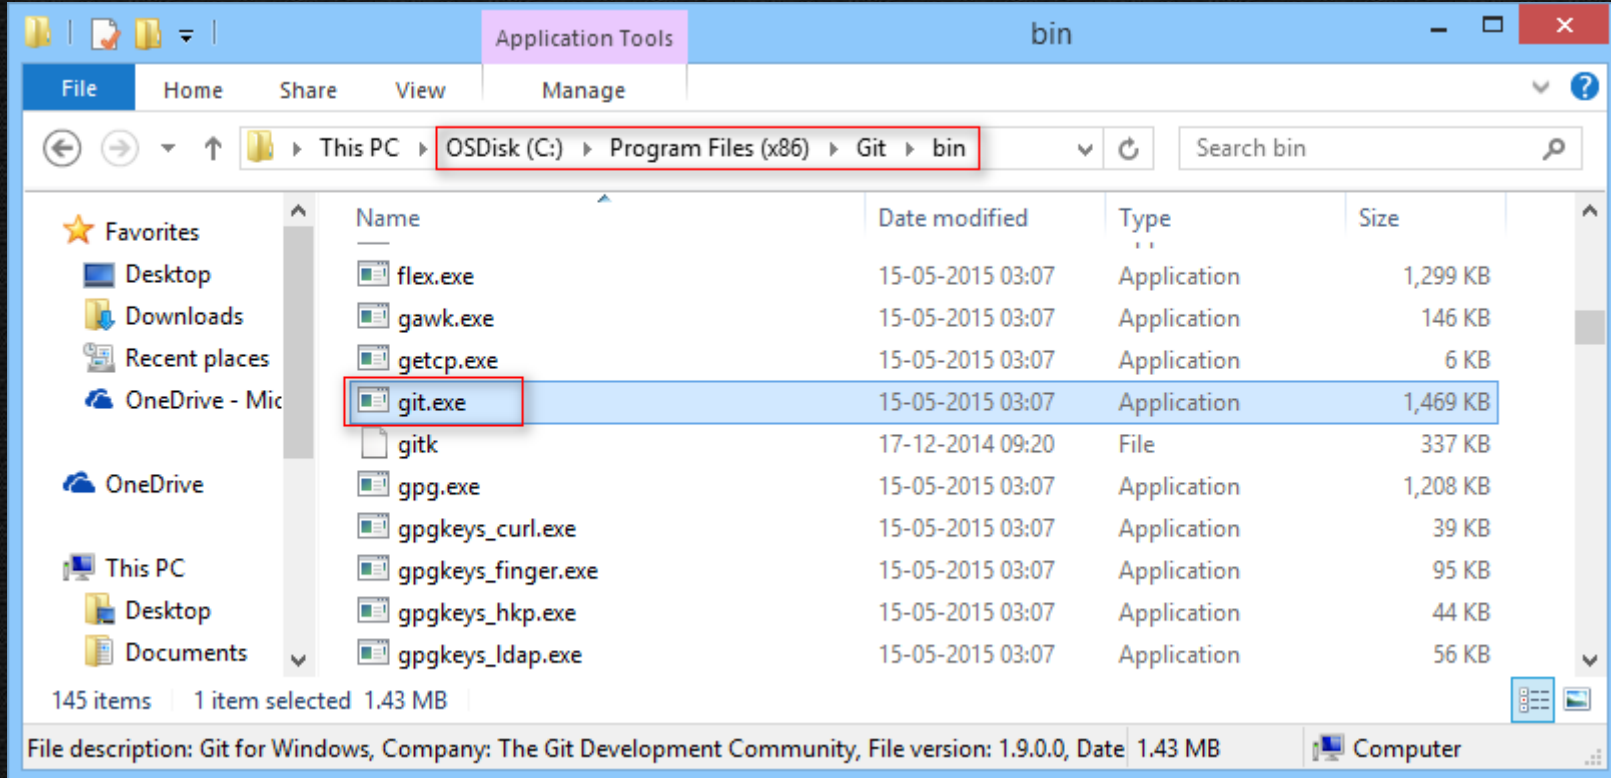 Application Tools bin
File Home Share View Manage
This PC OSDisk (C:) Program Files (x86) Git bin Search bin
Name Date modified Type Size
Favorites
Desktop flex.exe 15-05-2015 03:07 Application 1,299 KB
Downloads gawk.exe 15-05-2015 03:07 Application 146 KB
Recent places getcp.exe 15-05-2015 03:07 Application 6 KB
OneDrive - Mic git.exe 15-05-2015 03:07 Application 1,469 KB
gitk 17-12-2014 09:20 File 337 KB
OneDrive gpg.exe 15-05-2015 03:07 Application 1,208 KB
gpgkeys_curl.exe 15-05-2015 03:07 Application 39 KB
This PC gpgkeys_finger.exe 15-05-2015 03:07 Application 95 KB
Desktop gpgkeys_hkp.exe 15-05-2015 03:07 Application 44 KB
Documents gpgkeys_ldap.exe 15-05-2015 03:07 Application 56 KB
145 items 1 item selected 1.43 MB
File description: Git for Windows, Company: The Git Development Community, File version: 1.9.0.0, Date 1.43 MB Computer